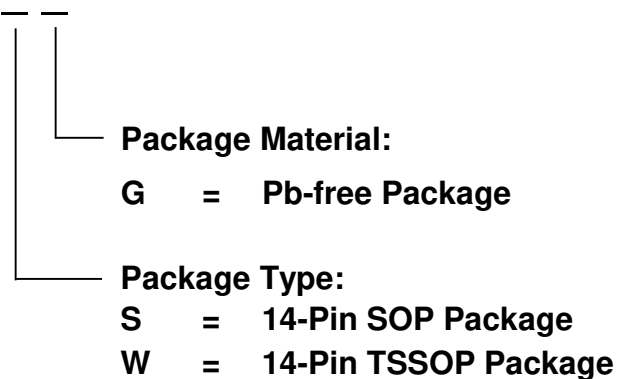 Package Material:
G = Pb-free Package
Package Type:
S = 14-Pin SOP Package
W = 14-Pin TSSOP Package